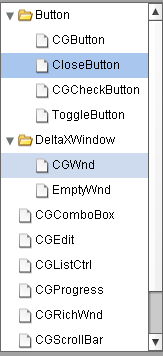 Button
CGButton
CloseButton
CGCheckButton
ToggleButton
DeltaXWindow
CGWnd
EmptyWnd
CGComboBox
CGEdit
CGListCtrl
CGProgress
CGRichWnd
CGScrollBar